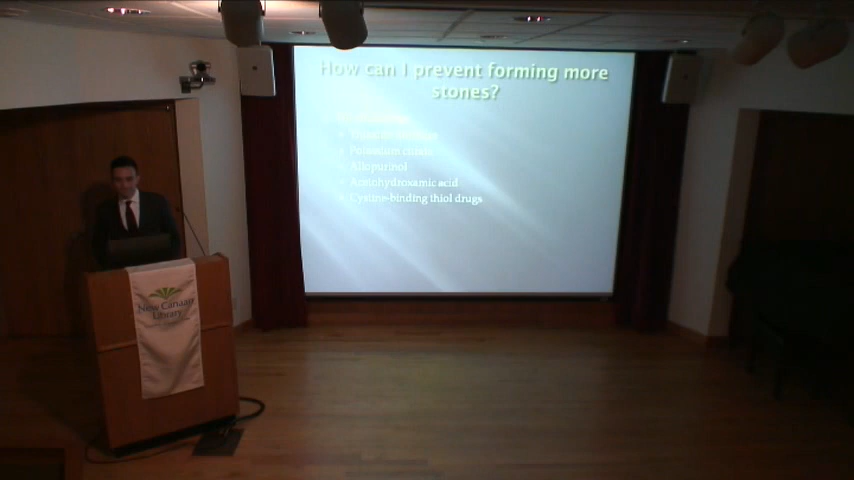 How can I prevent forming more
stones?
Potassium citrate
Allopurinol
Acetohydroxamic acid
Cystine-binding thiol drugs
New Canaan
Library